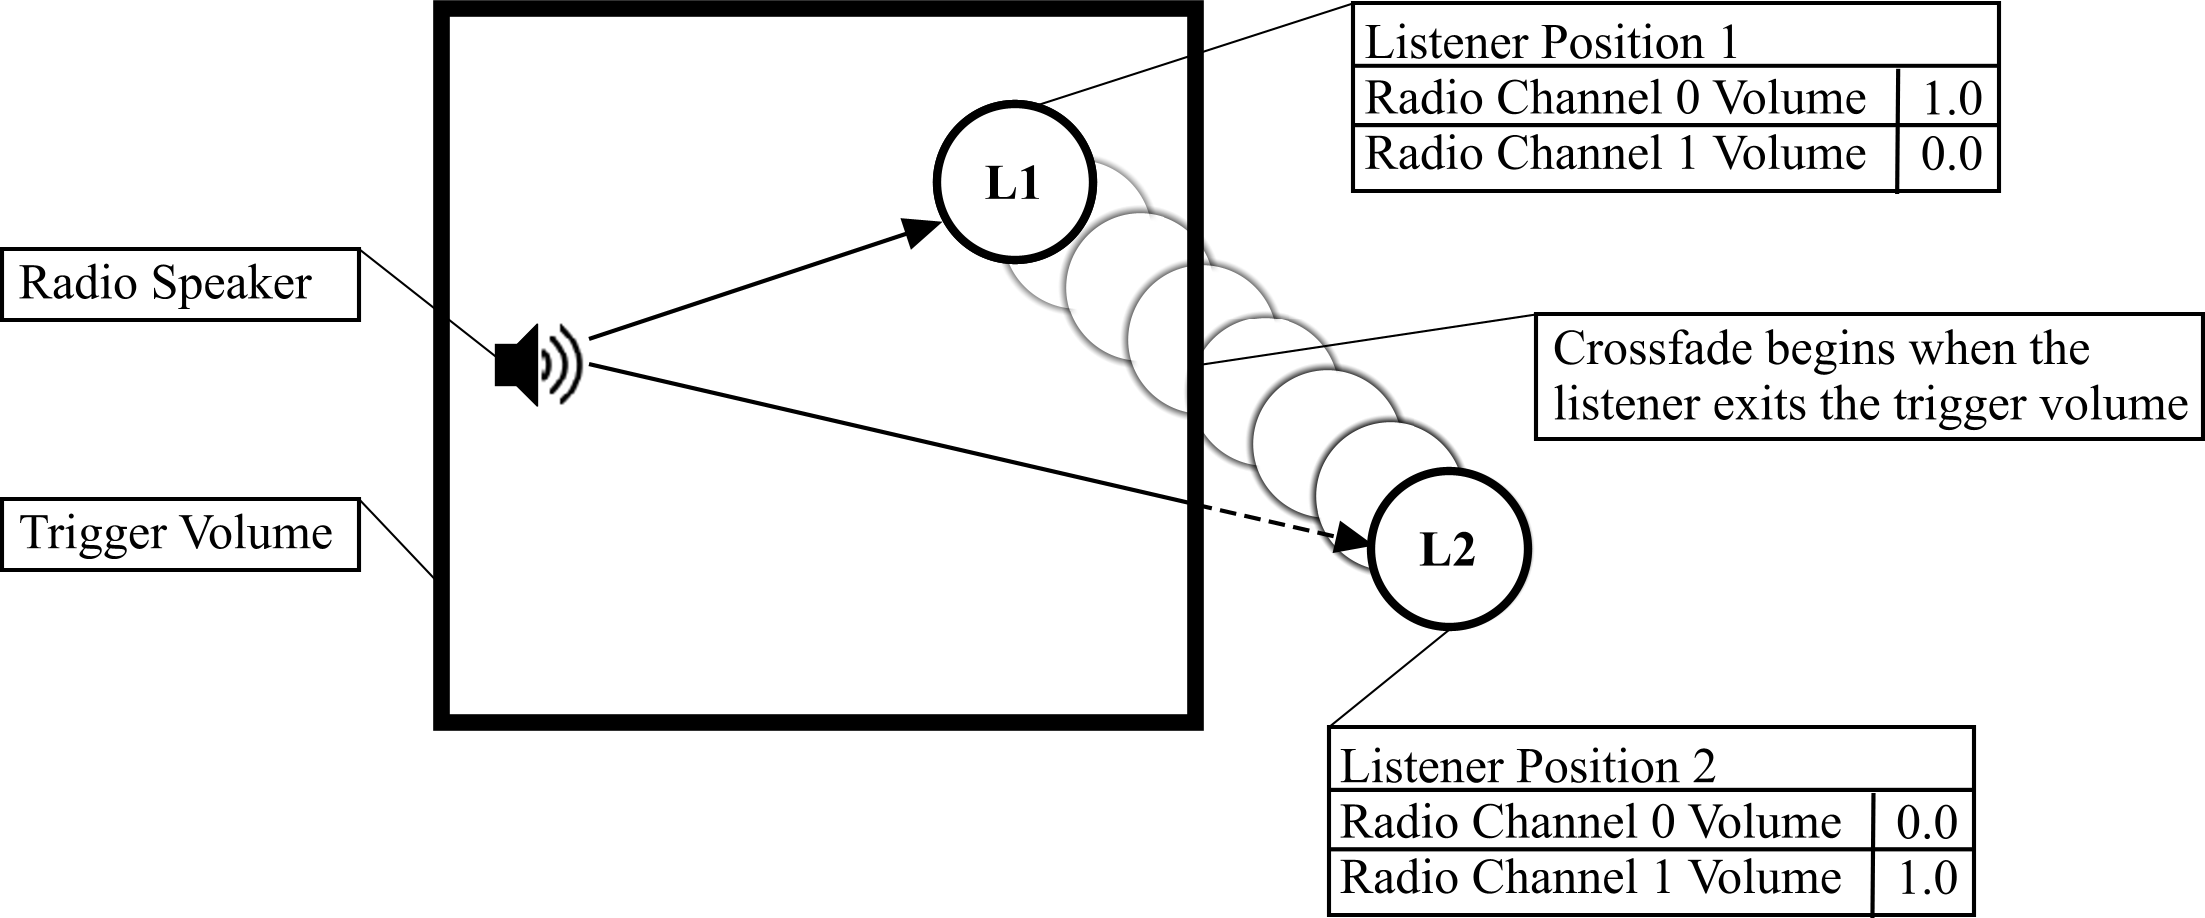 Listener Position 1
Radio Channel 0 Volume 1.0
Radio Channel 1 Volume 0.0
L1
Radio Speaker
Crossfade begins when the
listener exits the trigger volume
Trigger Volume
L2
Listener Position 2
Radio Channel 0 Volume 0.0
Radio Channel 1 Volume 1.0